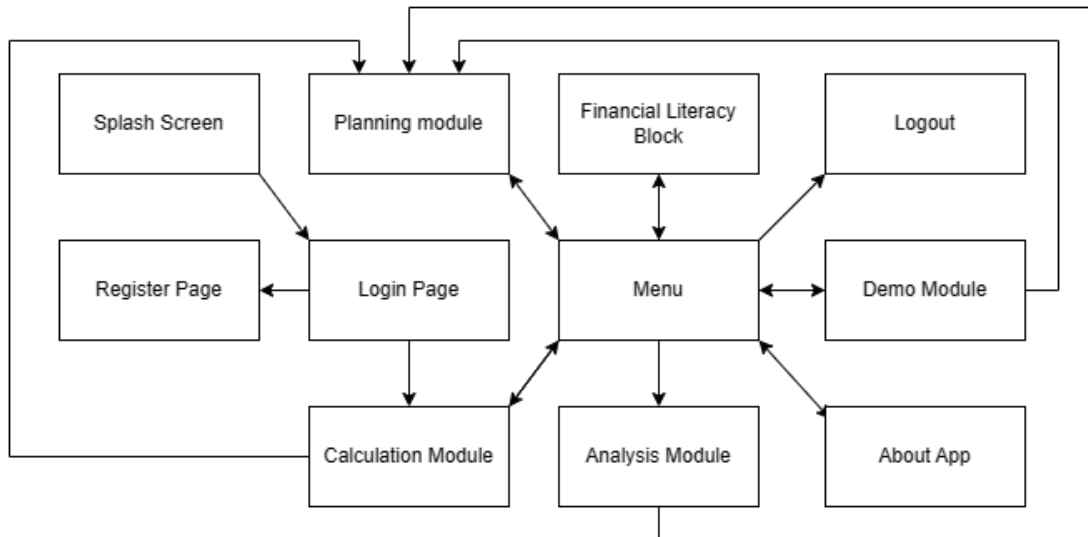 Splash Screen
Planning module
Financial Literacy
Block
Logout
Register Page
Login Page
Menu
Demo Module
Calculation Module
Analysis Module
About App